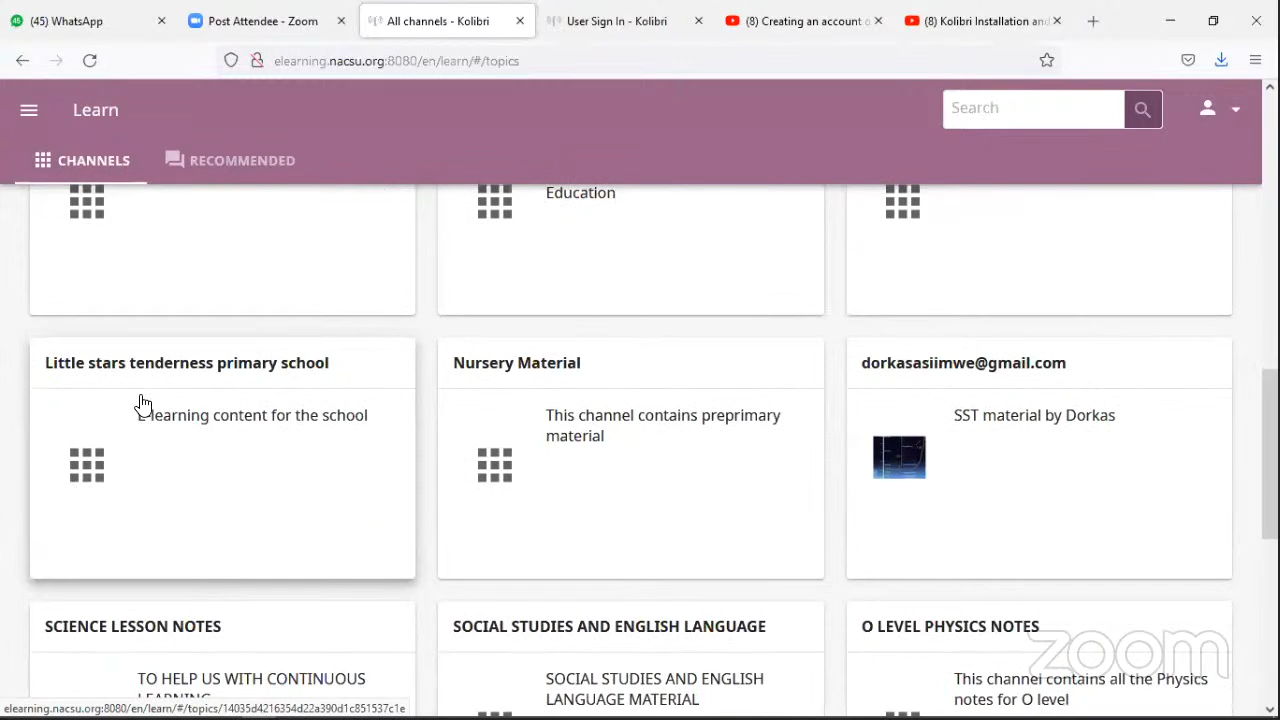 (45) WhatsApp
Post Attendee - Zoom
All channels - Kolibri
User Sign In - Kolibri
(8) Creating an account o
(8) Kolibri Installation and
elearning.nacsu.org:8080/en/learn/#/topics
Learn
Search
CHANNELS
RECOMMENDED
Education
Little stars tenderness primary school
E-learning content for the school
Nursery Material
This channel contains preprimary
material
dorkasasiimwe@gmail.com
SST material by Dorkas
SCIENCE LESSON NOTES
TO HELP US WITH CONTINUOUS
LEARNING
SOCIAL STUDIES AND ENGLISH LANGUAGE
SOCIAL STUDIES AND ENGLISH
LANGUAGE MATERIAL
O LEVEL PHYSICS NOTES
This channel contains all the Physics
notes for O level
zoom
elearning.nacsu.org:8080/en/learn/#/topics/14035d4216354d22a390d1c851537c1e